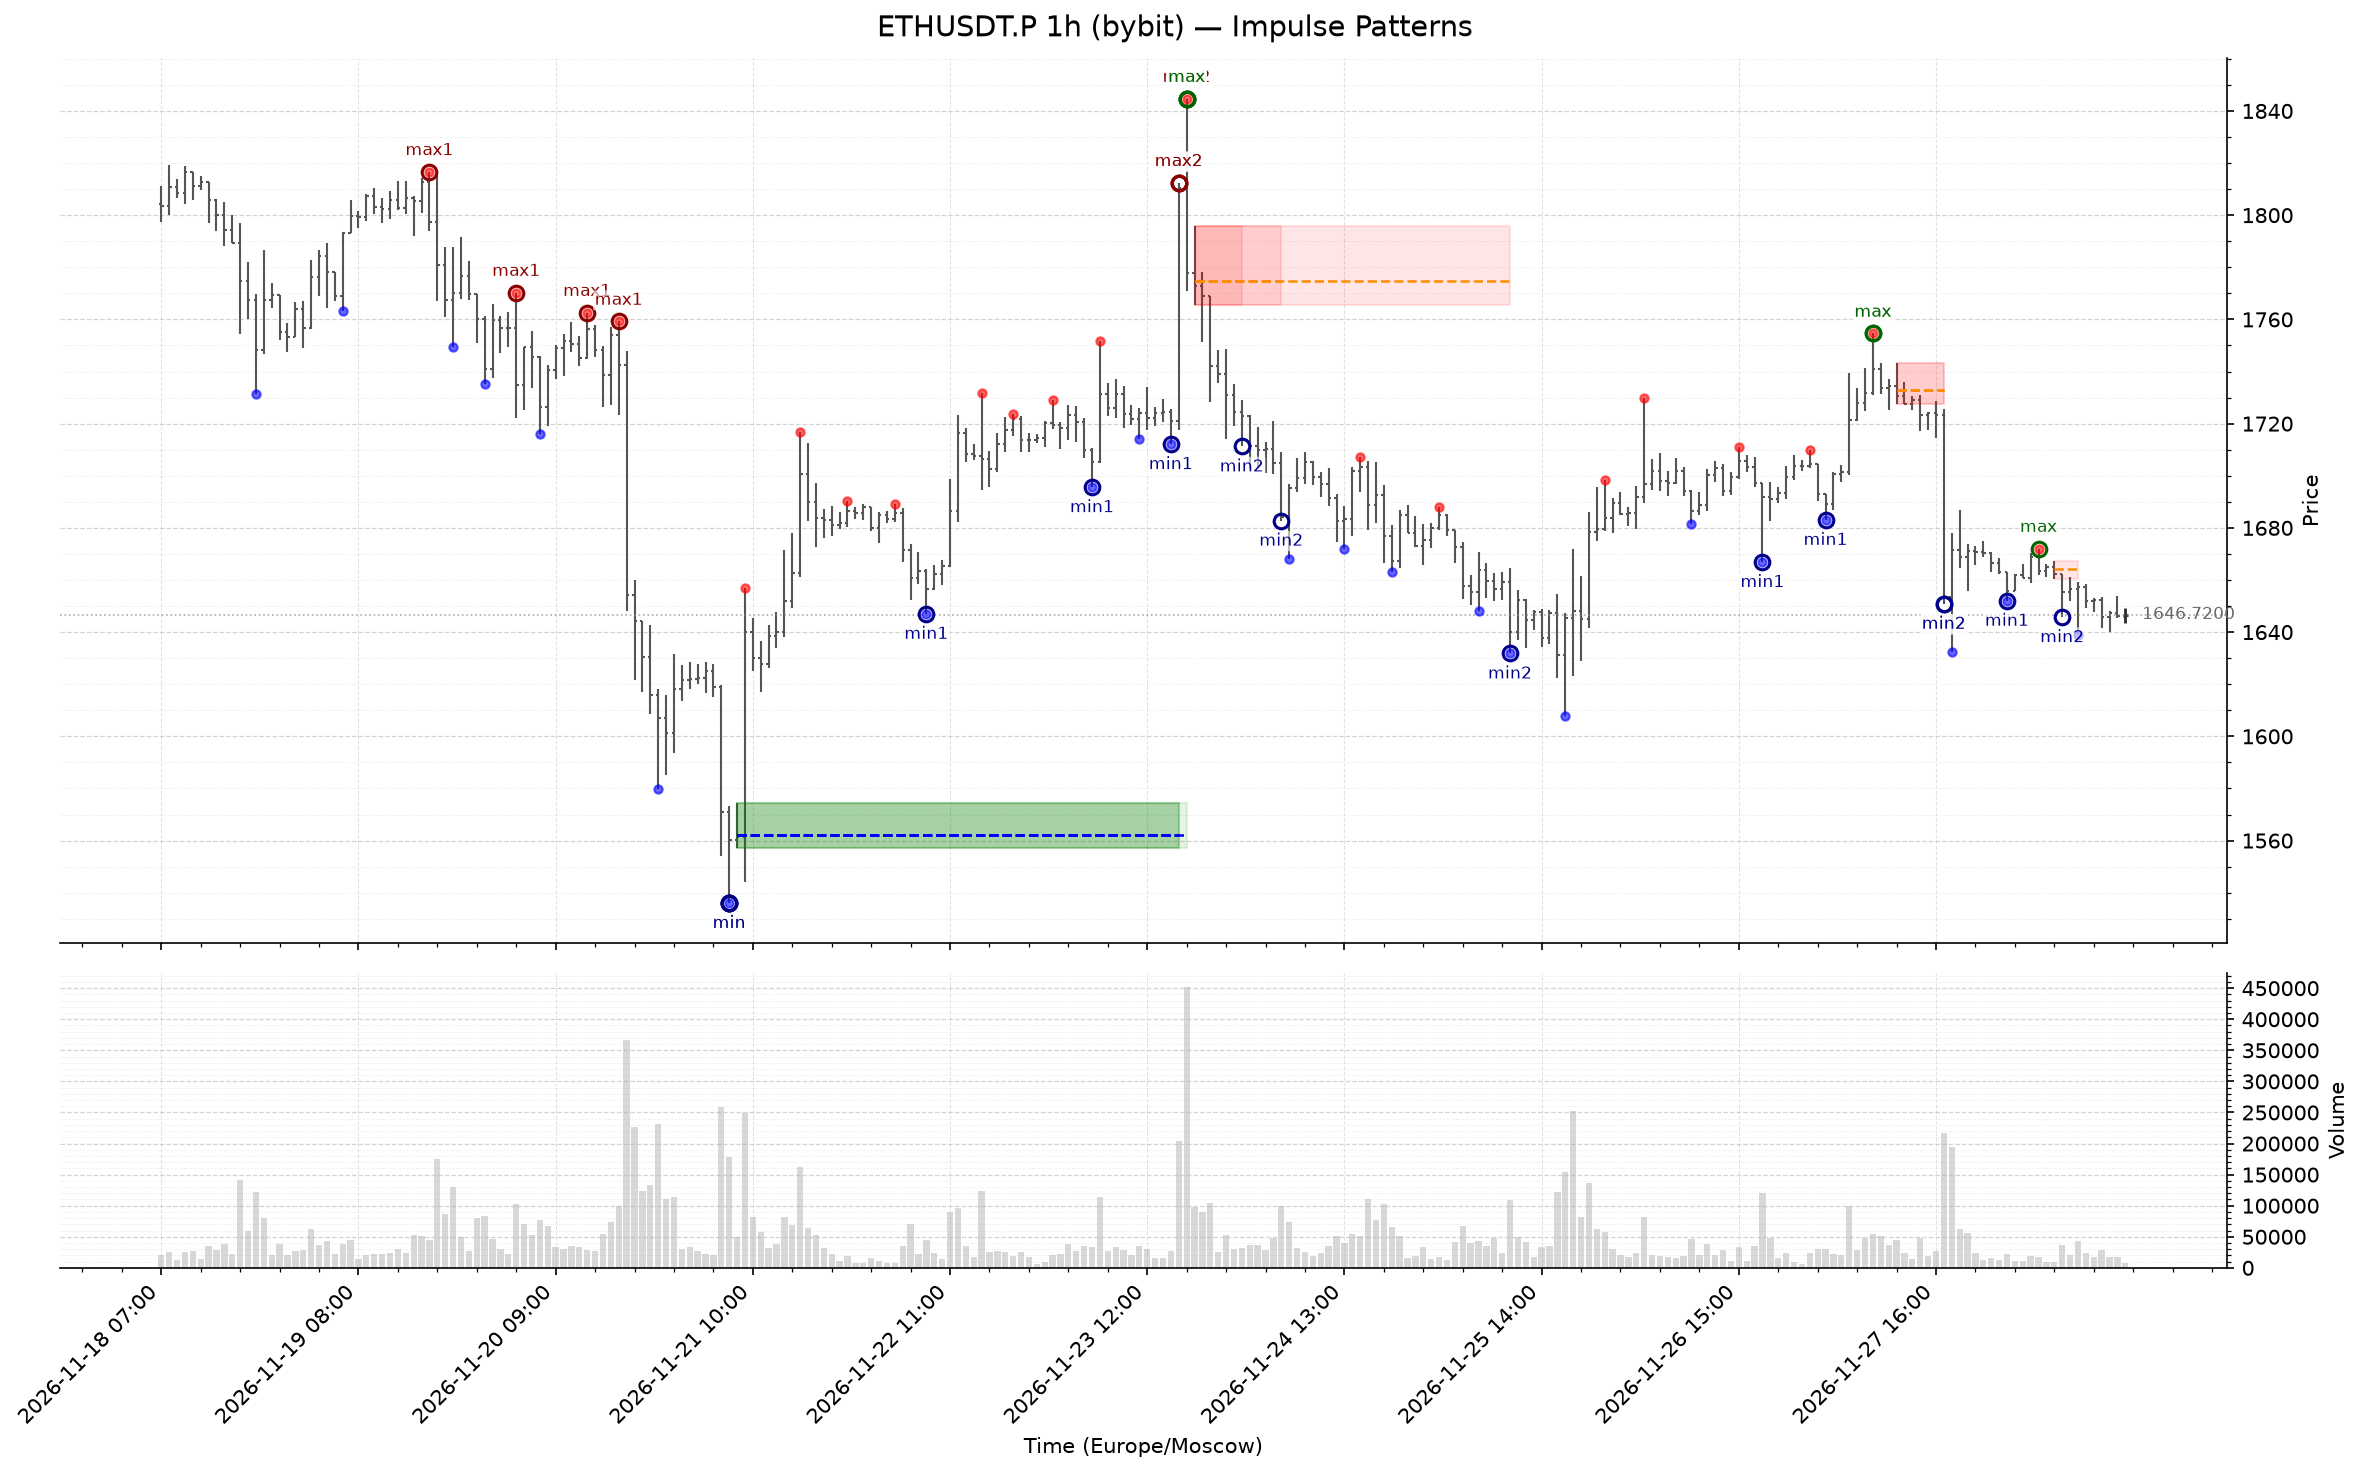 ETHUSDT.P 1h (bybit) — Impulse Patterns
max
max2
max1
max1
max1
max1
max
max
min1
min2
min1
min2
min1
min1
min1
min2
min2
min1
min2
min
1646.7200
1840
1800
1760
1720
1680
1640
1600
1560
Price
450000
400000
350000
300000
250000
200000
150000
100000
50000
0
Volume
2026-11-18 07:00
2026-11-19 08:00
2026-11-20 09:00
2026-11-21 10:00
2026-11-22 11:00
2026-11-23 12:00
2026-11-24 13:00
2026-11-25 14:00
2026-11-26 15:00
2026-11-27 16:00
Time (Europe/Moscow)